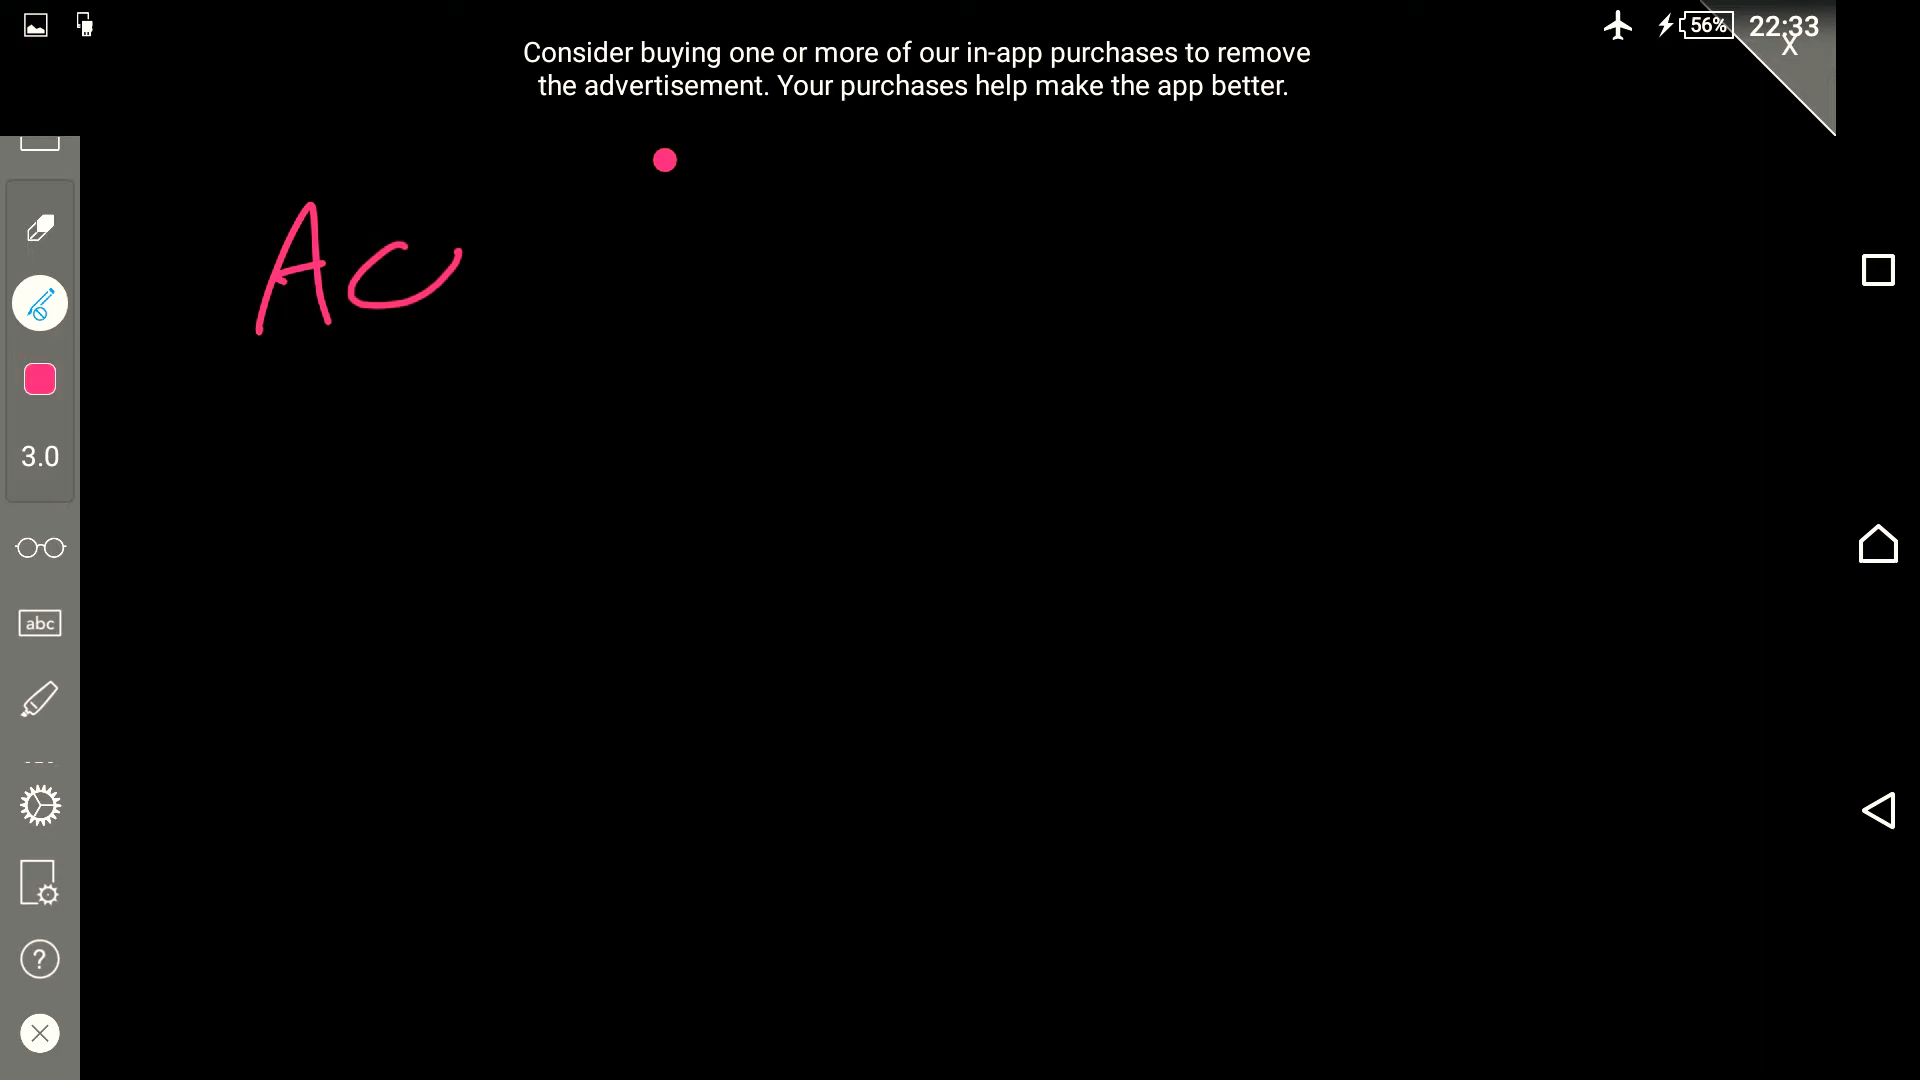 56% 22:33
Consider buying one or more of our in-app purchases to remove
X
the advertisement. Your purchases help make the app better.
Ac
3.0
abc
?